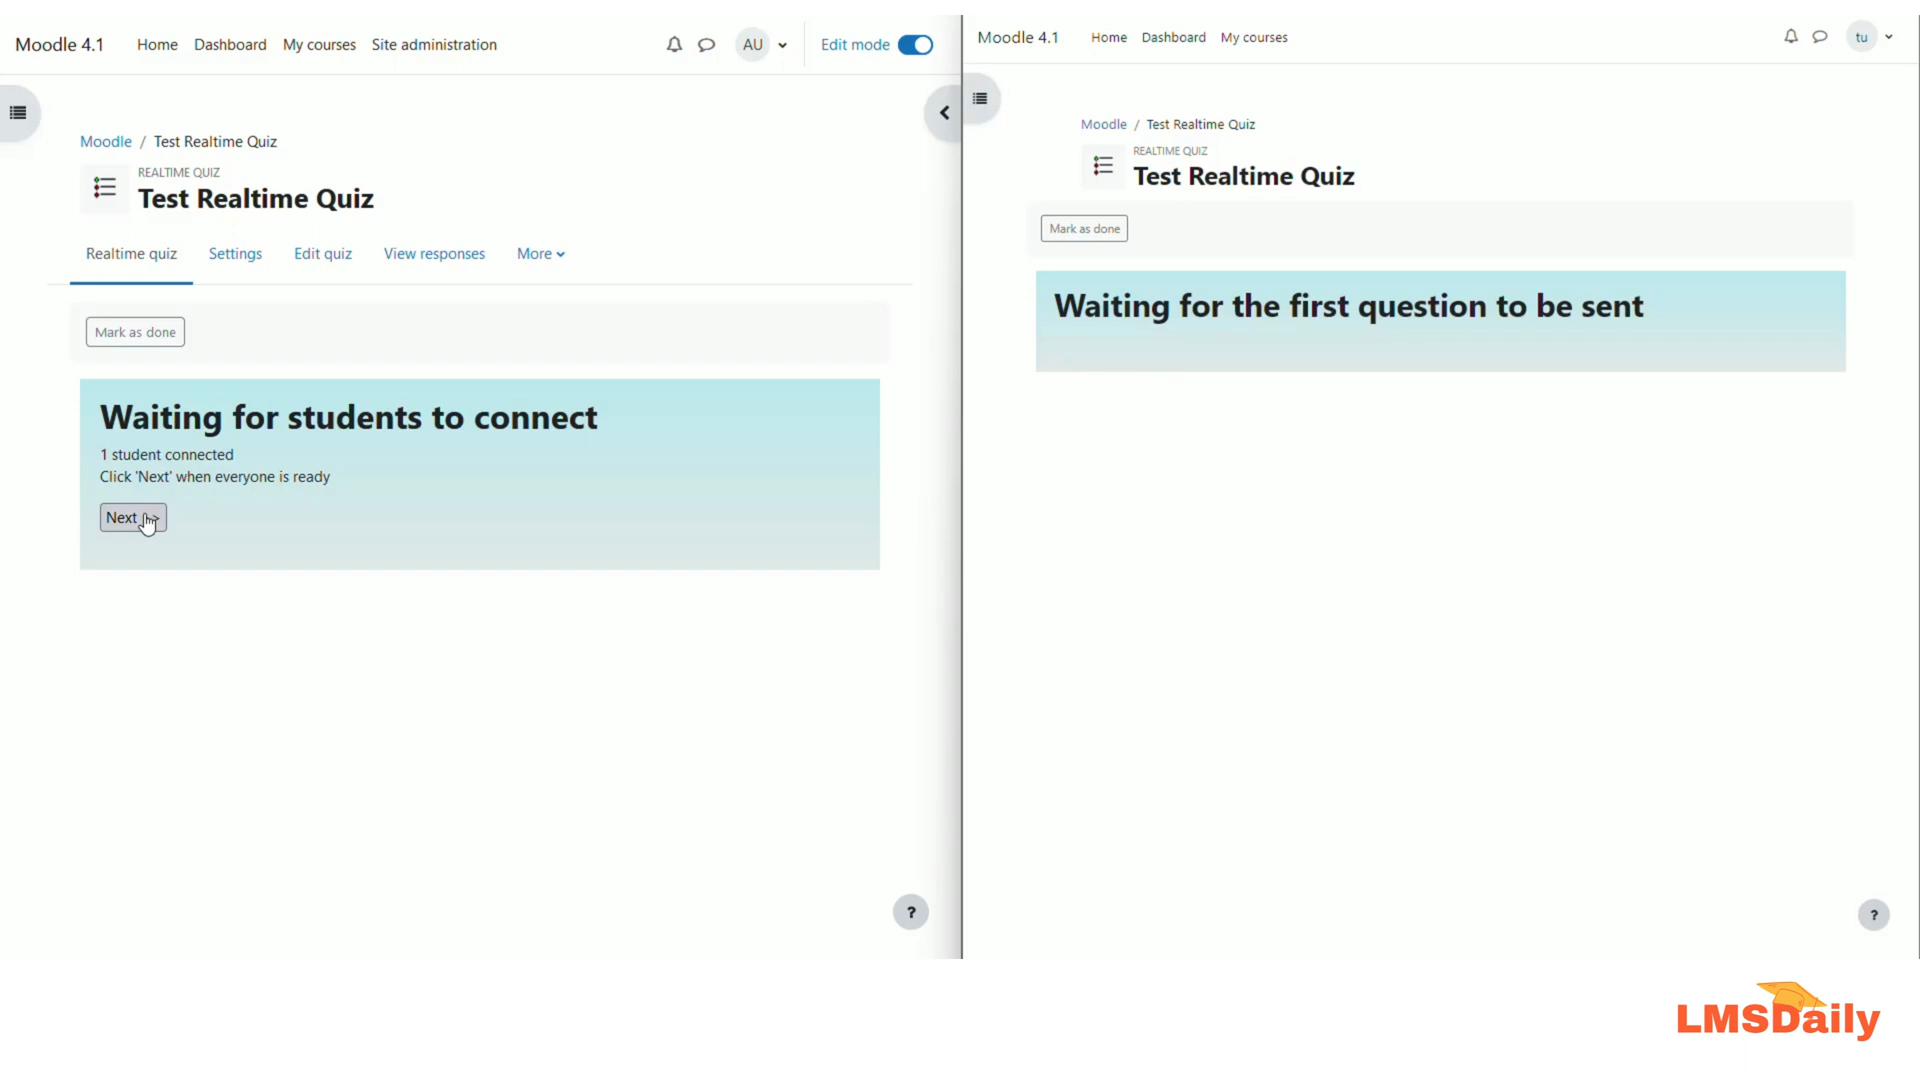 Moodle 4.1 Home Dashboard My courses Site administration AU Edit mode
Moodle / Test Realtime Quiz
REALTIME QUIZ
Test Realtime Quiz
Realtime quiz Settings Edit quiz View responses More
Mark as done
Waiting for students to connect
1 student connected
Click 'Next' when everyone is ready
Next
?
Moodle 4.1 Home Dashboard My courses tu
Moodle / Test Realtime Quiz
REALTIME QUIZ
Test Realtime Quiz
Mark as done
Waiting for the first question to be sent
?
LMSDaily